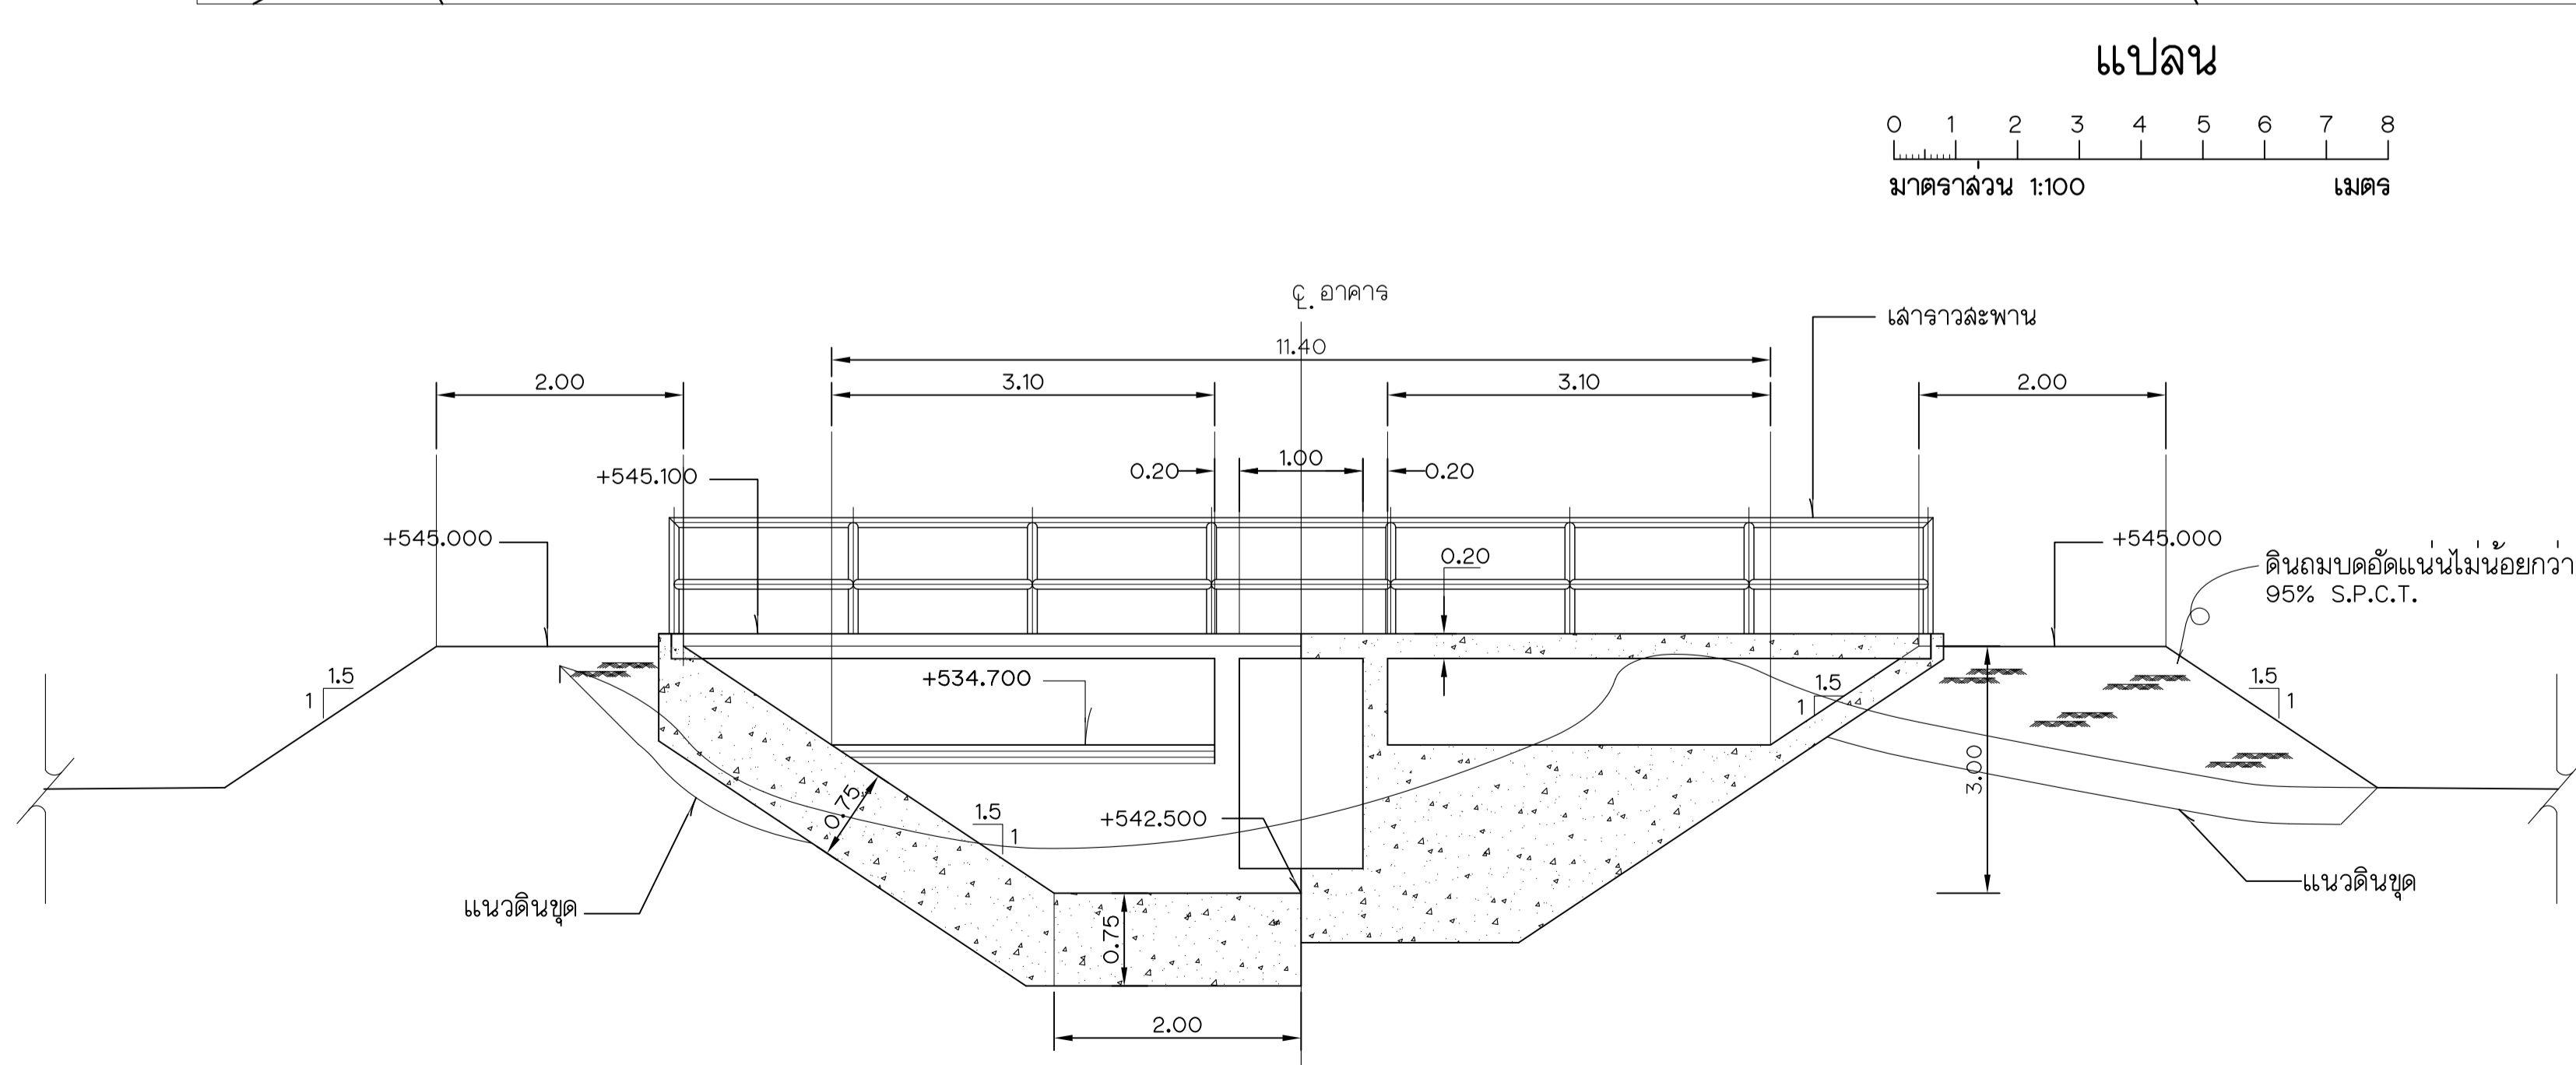 แปลน
0 1 2 3 4 5 6 7 8
มาตราส่วน 1:100 เมตร
℄ อาคาร
เสาราวสะพาน
11.40
2.00 3.10 3.10 2.00
0.20 1.00 0.20
+545.100
+545.000 0.20 +545.000
ดินถมบดอัดแน่นไม่น้อยกว่า
95% S.P.C.T.
+534.700
1.5 1 1.5 1 1.5 1
3.00
0.75
1.5 1
+542.500
แนวดินขุด แนวดินขุด
0.75
2.00